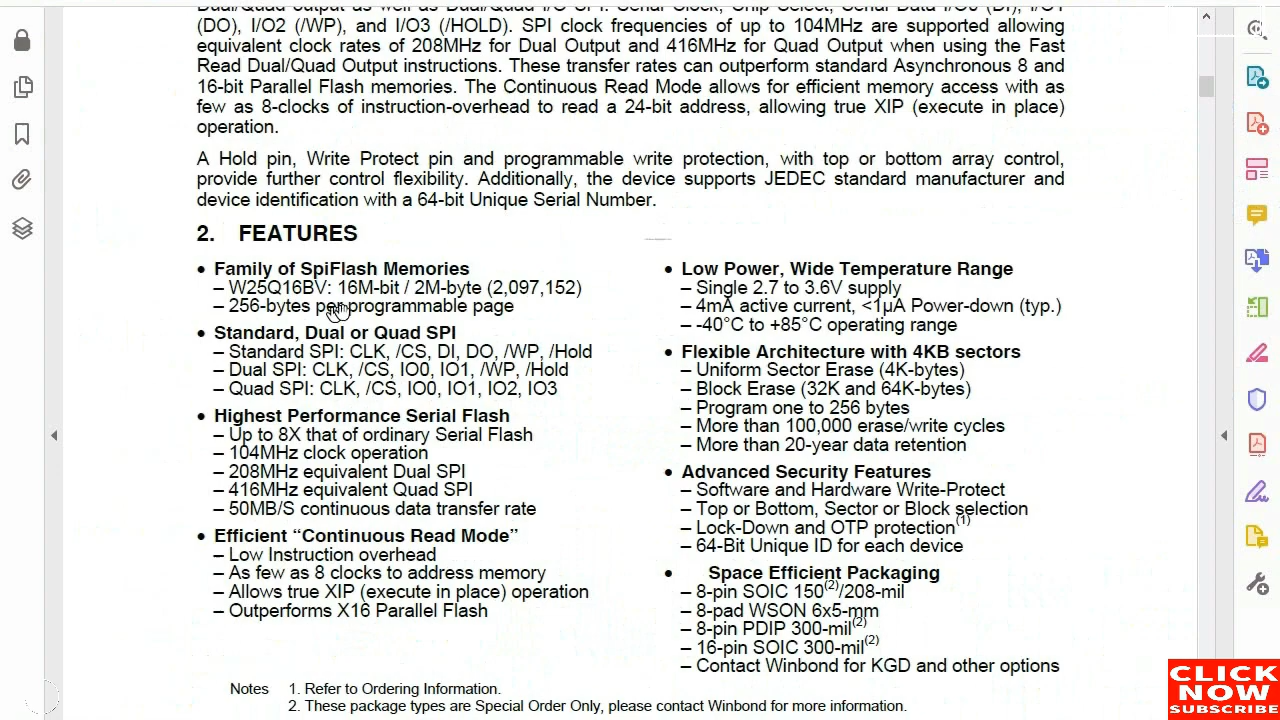 Dual/Quad output as well as Dual/Quad I/O SPI: Serial Clock, Chip Select, Serial Data I/O0 (DI), I/O1
(DO), I/O2 (/WP), and I/O3 (/HOLD). SPI clock frequencies of up to 104MHz are supported allowing
equivalent clock rates of 208MHz for Dual Output and 416MHz for Quad Output when using the Fast
Read Dual/Quad Output instructions. These transfer rates can outperform standard Asynchronous 8 and
16-bit Parallel Flash memories. The Continuous Read Mode allows for efficient memory access with as
few as 8-clocks of instruction-overhead to read a 24-bit address, allowing true XIP (execute in place)
operation.
A Hold pin, Write Protect pin and programmable write protection, with top or bottom array control,
provide further control flexibility. Additionally, the device supports JEDEC standard manufacturer and
device identification with a 64-bit Unique Serial Number.
2. FEATURES
• Family of SpiFlash Memories
– W25Q16BV: 16M-bit / 2M-byte (2,097,152)
– 256-bytes per programmable page
• Standard, Dual or Quad SPI
– Standard SPI: CLK, /CS, DI, DO, /WP, /Hold
– Dual SPI: CLK, /CS, IO0, IO1, /WP, /Hold
– Quad SPI: CLK, /CS, IO0, IO1, IO2, IO3
• Highest Performance Serial Flash
– Up to 8X that of ordinary Serial Flash
– 104MHz clock operation
– 208MHz equivalent Dual SPI
– 416MHz equivalent Quad SPI
– 50MB/S continuous data transfer rate
• Efficient “Continuous Read Mode”
– Low Instruction overhead
– As few as 8 clocks to address memory
– Allows true XIP (execute in place) operation
– Outperforms X16 Parallel Flash
• Low Power, Wide Temperature Range
– Single 2.7 to 3.6V supply
– 4mA active current, <1µA Power-down (typ.)
– -40°C to +85°C operating range
• Flexible Architecture with 4KB sectors
– Uniform Sector Erase (4K-bytes)
– Block Erase (32K and 64K-bytes)
– Program one to 256 bytes
– More than 100,000 erase/write cycles
– More than 20-year data retention
• Advanced Security Features
– Software and Hardware Write-Protect
– Top or Bottom, Sector or Block selection
– Lock-Down and OTP protection(1)
– 64-Bit Unique ID for each device
• Space Efficient Packaging
– 8-pin SOIC 150(2)/208-mil
– 8-pad WSON 6x5-mm
– 8-pin PDIP 300-mil(2)
– 16-pin SOIC 300-mil(2)
– Contact Winbond for KGD and other options
Notes 1. Refer to Ordering Information.
2. These package types are Special Order Only, please contact Winbond for more information.
CLICK
NOW
SUBSCRIBE